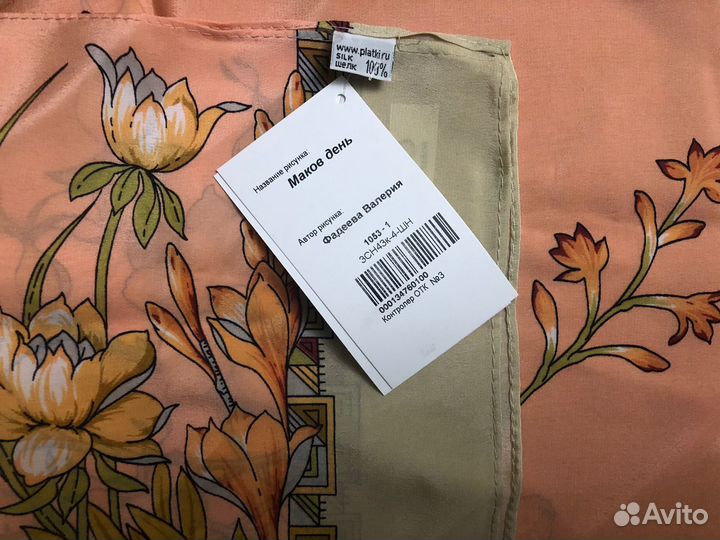 www.platki.ru
SILK
шелк 100%
Название рисунка:
Маков день
Автор рисунка:
Фадеева Валерия
1053 - 1
3СН43к-4-ШН
000134760100
Контролер ОТК №3
Avito